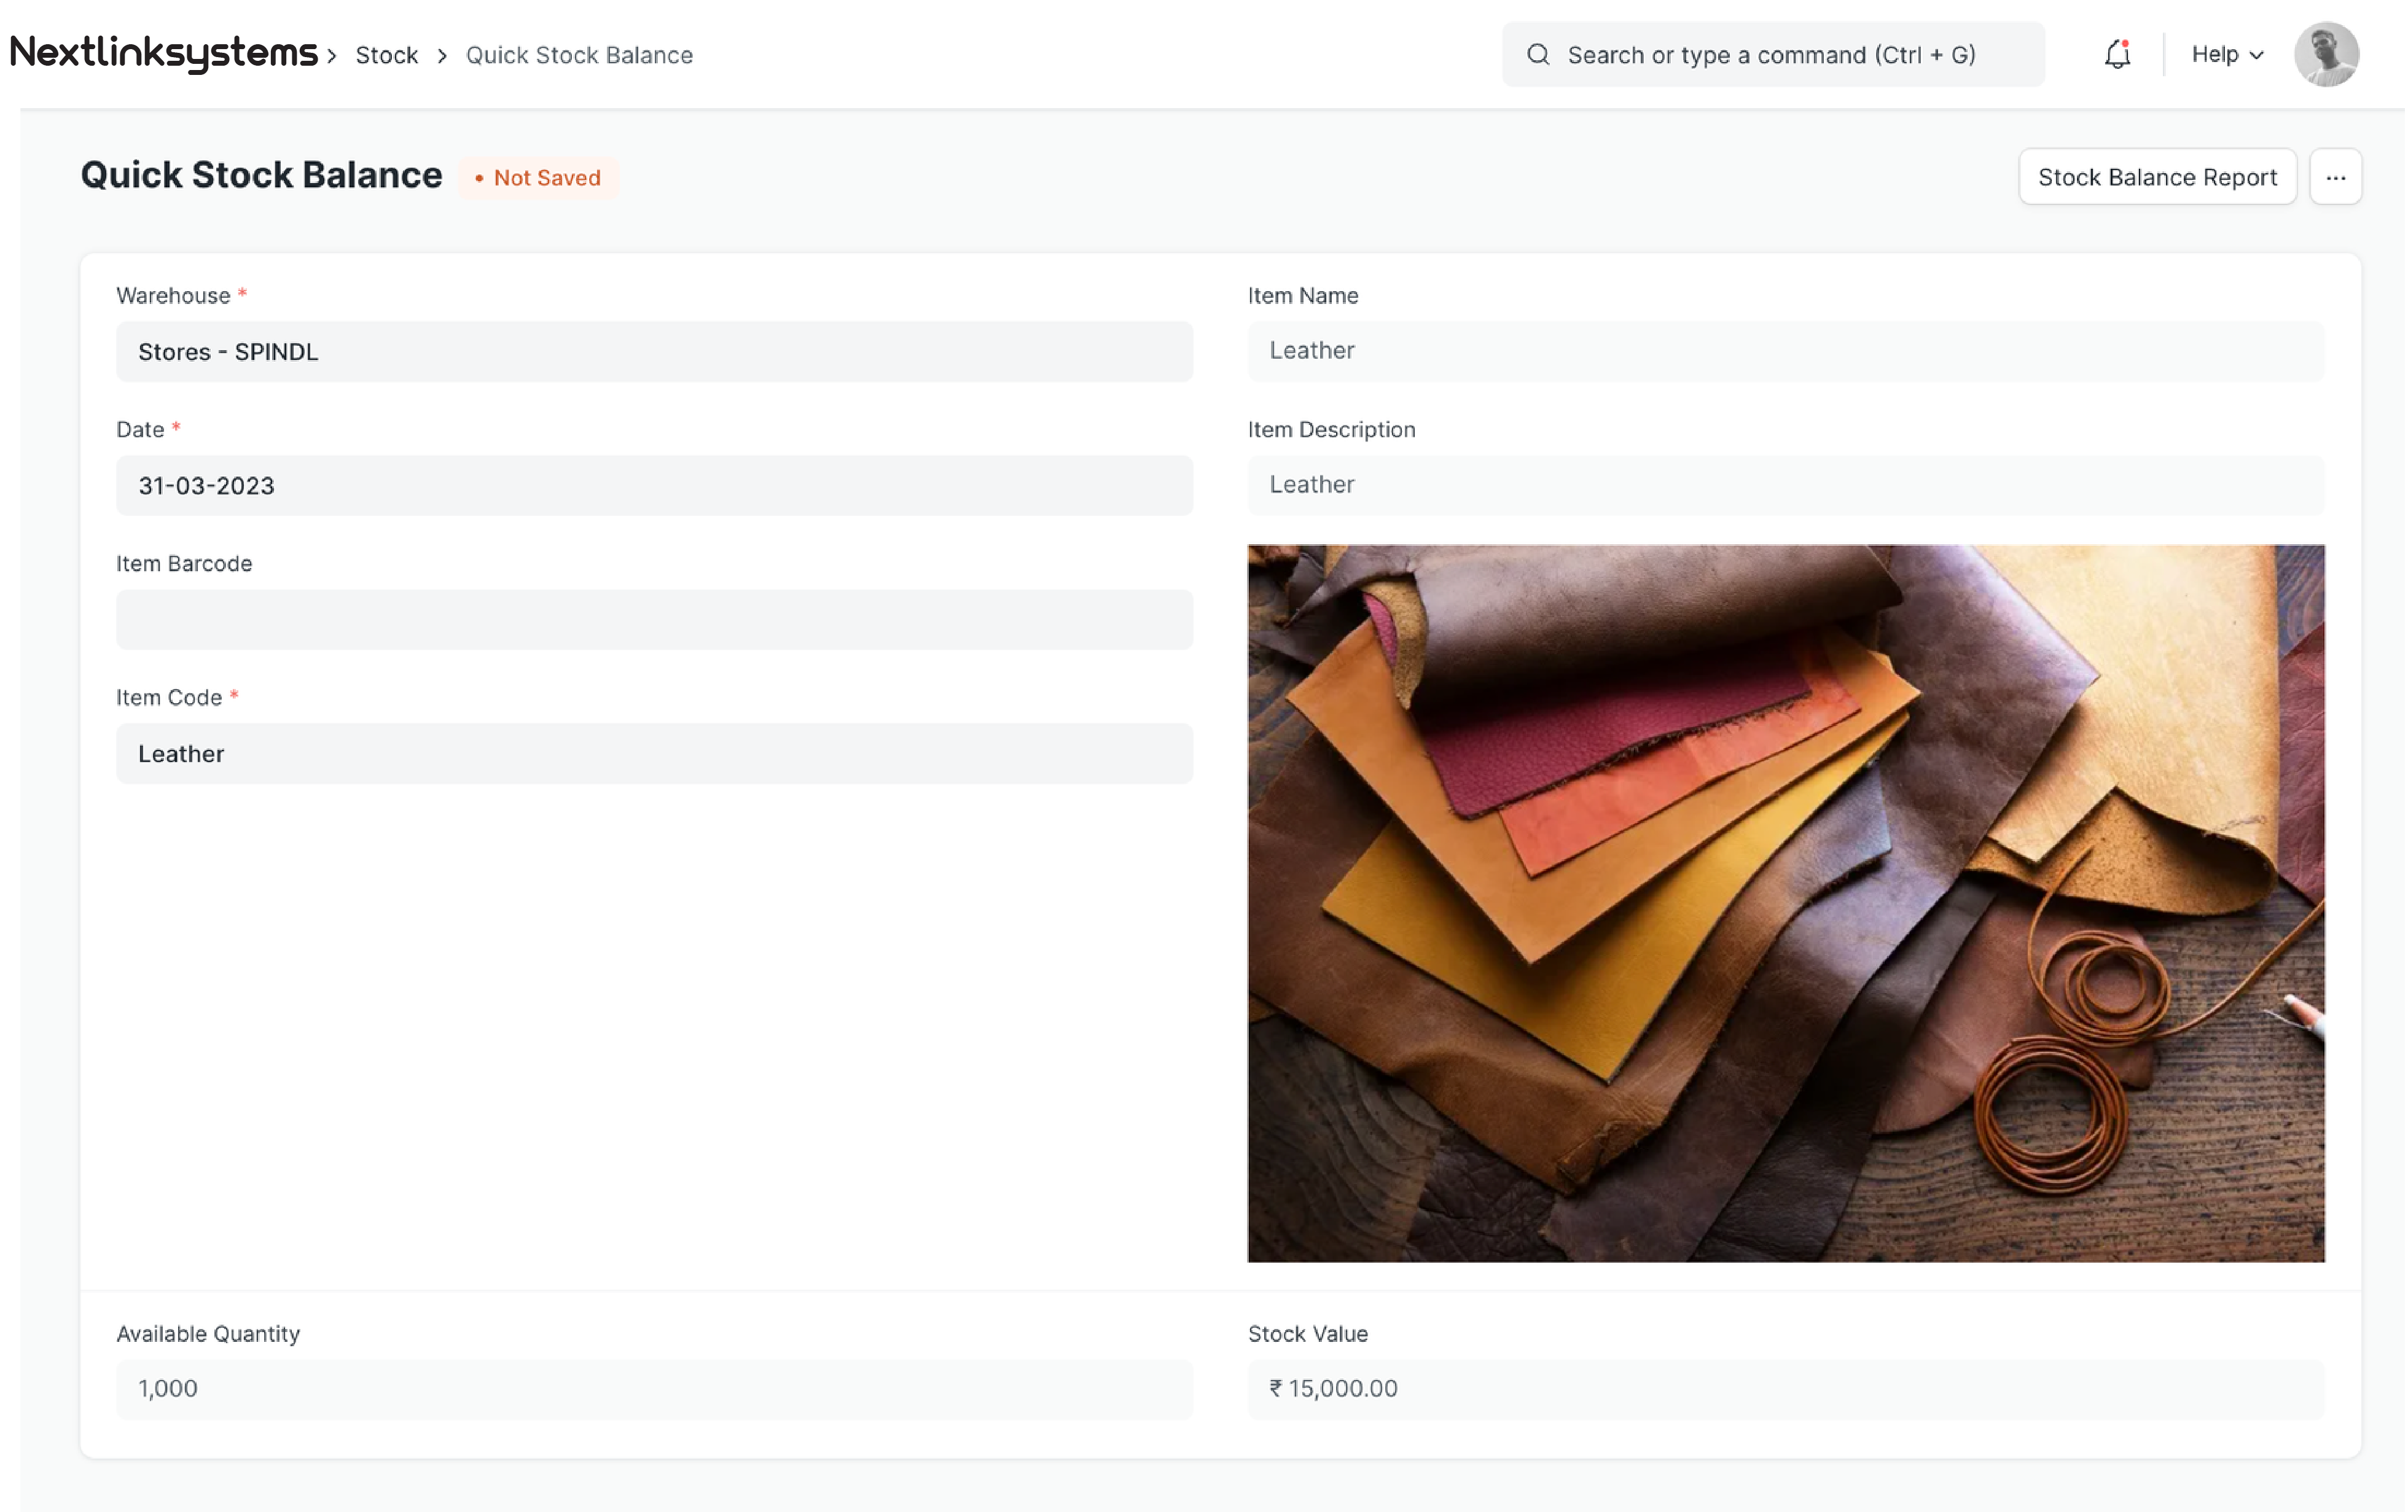 Nextlinksystems > Stock > Quick Stock Balance
Search or type a command (Ctrl + G)
Help
Quick Stock Balance
• Not Saved
Stock Balance Report
...
Warehouse *
Stores - SPINDL
Item Name
Leather
Date *
31-03-2023
Item Description
Leather
Item Barcode
Item Code *
Leather
Available Quantity
1,000
Stock Value
₹ 15,000.00